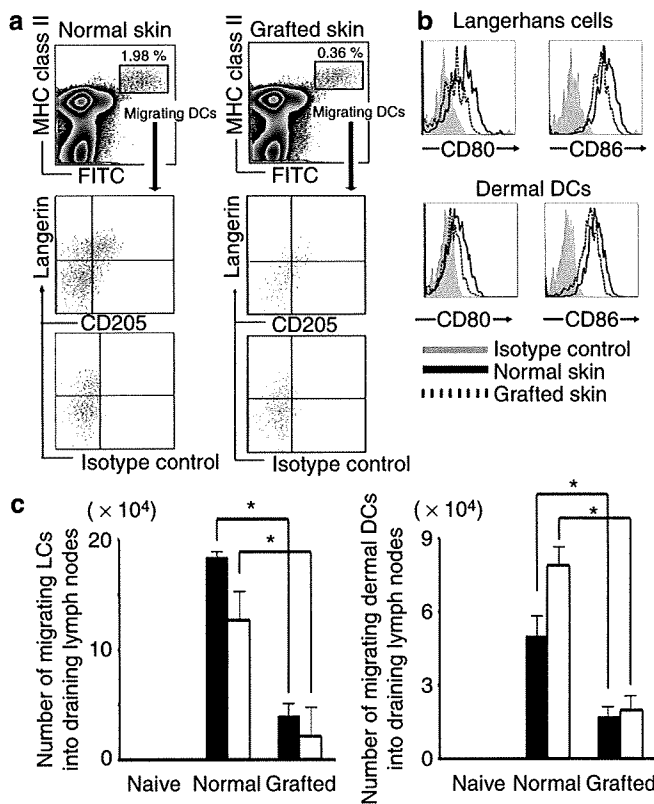 a
Normal skin
Grafted skin
MHC class II
1.98 %
Migrating DCs
FITC
MHC class II
0.36 %
Migrating DCs
FITC
Langerin
CD205
Langerin
CD205
Isotype control
Isotype control
b
Langerhans cells
CD80
CD86
Dermal DCs
CD80
CD86
Isotype control
Normal skin
Grafted skin
c
Number of migrating LCs
into draining lymph nodes
(× 10⁴)
20
10
0
*
*
Naive Normal Grafted
Number of migrating dermal DCs
into draining lymph nodes
(× 10⁴)
9
6
3
0
*
*
Naive Normal Grafted